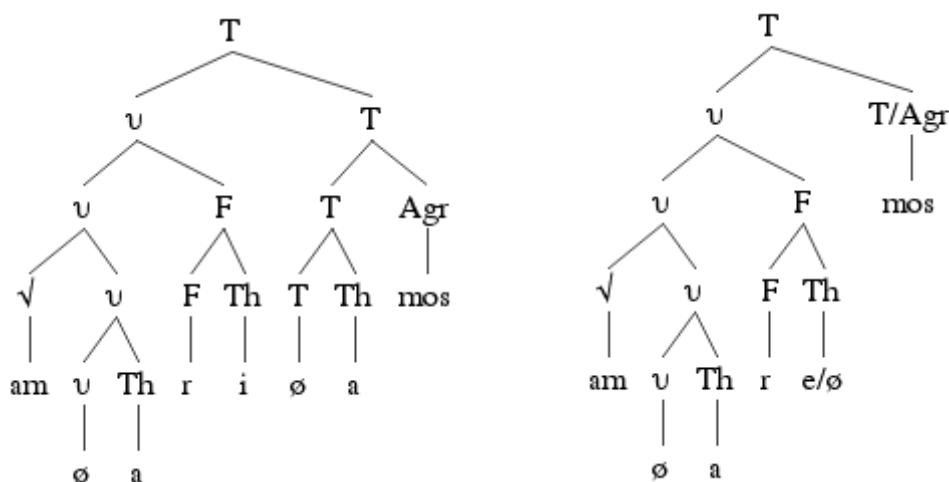 T T
υ T υ T/Agr
υ F T Agr υ F mos
√ υ F Th T Th mos √ υ F Th
am υ Th r i ø a am υ Th r e/ø
ø a ø a